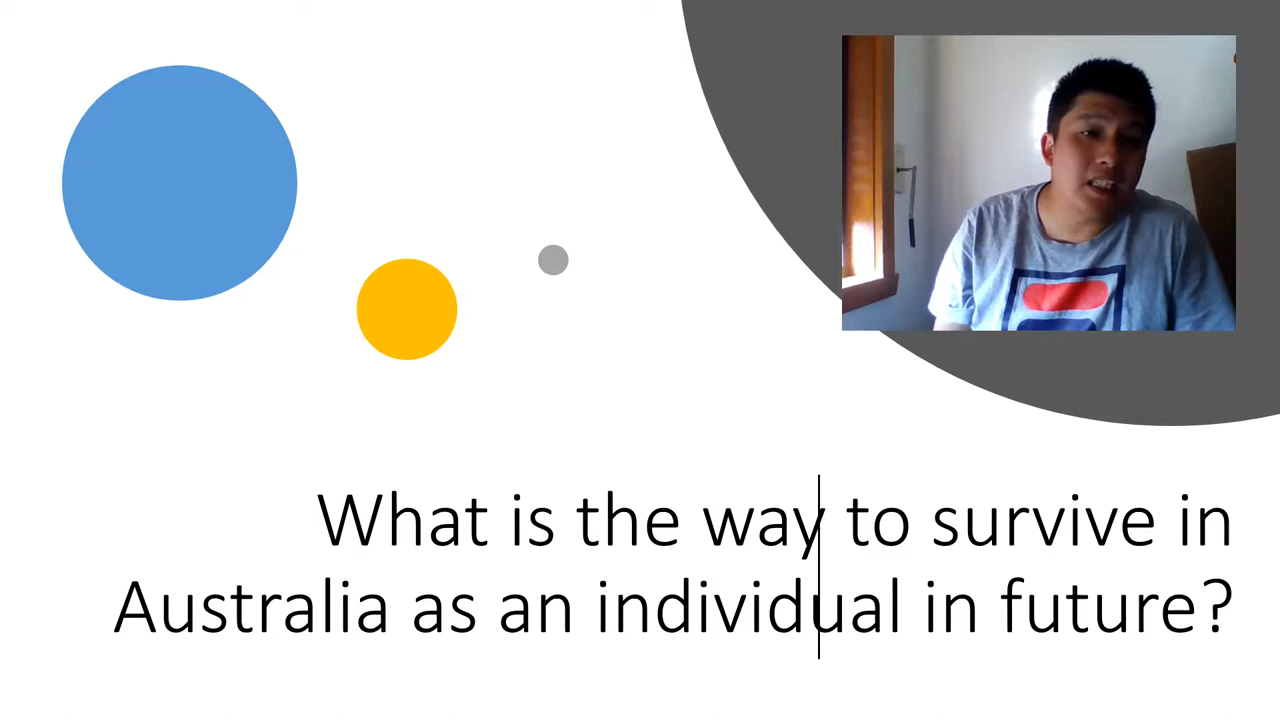 What is the way to survive in
Australia as an individual in future?